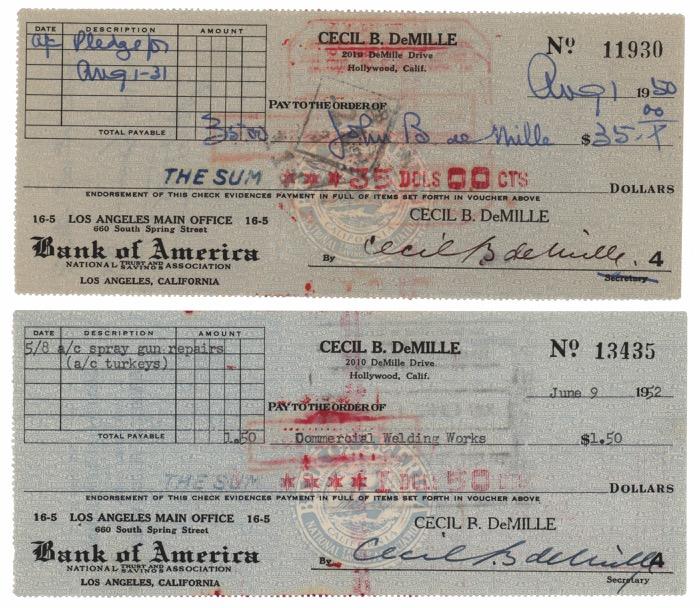 DATE DESCRIPTION AMOUNT
a/c Pledge for
Aug 1-31
TOTAL PAYABLE 35 00
CECIL B. DeMILLE
2010 DeMille Drive
Hollywood, Calif.
Nº 11930
Aug 1 1950
PAY TO THE ORDER OF
John B de Mille $35.00
THE SUM ***35 DOLS 00 CTS
DOLLARS
ENDORSEMENT OF THIS CHECK EVIDENCES PAYMENT IN FULL OF ITEMS SET FORTH IN VOUCHER ABOVE
16-5 LOS ANGELES MAIN OFFICE 16-5
660 South Spring Street
Bank of America
NATIONAL TRUST AND SAVINGS ASSOCIATION
LOS ANGELES, CALIFORNIA
CECIL B. DeMILLE
By Cecil B deMille. 4
Secretary
DATE DESCRIPTION AMOUNT
5/8 a/c spray gun repairs
(a/c turkeys)
TOTAL PAYABLE 1.50
CECIL B. DeMILLE
2010 DeMille Drive
Hollywood, Calif.
Nº 13435
June 9 1952
PAY TO THE ORDER OF
Commercial Welding Works $1.50
THE SUM ****1 DOLS 50 CTS
DOLLARS
ENDORSEMENT OF THIS CHECK EVIDENCES PAYMENT IN FULL OF ITEMS SET FORTH IN VOUCHER ABOVE
16-5 LOS ANGELES MAIN OFFICE 16-5
660 South Spring Street
Bank of America
NATIONAL TRUST AND SAVINGS ASSOCIATION
LOS ANGELES, CALIFORNIA
CECIL B. DeMILLE
By Cecil B deMille 4
Secretary